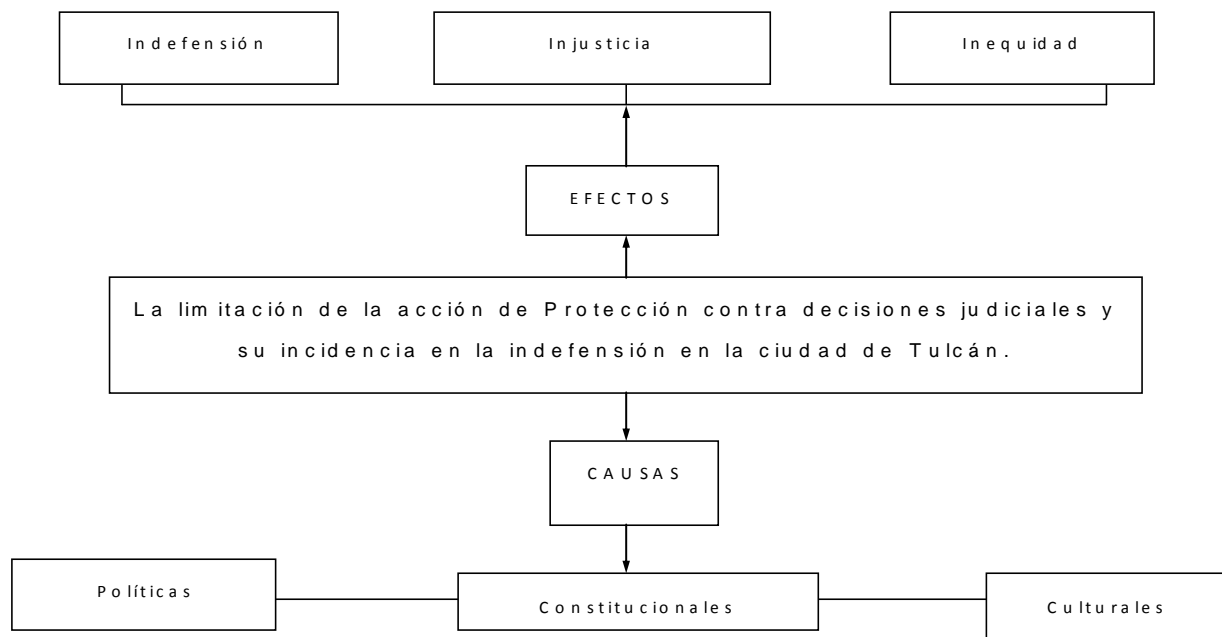 Indefensión
Injusticia
Inequidad
EFECTOS
La limitación de la acción de Protección contra decisiones judiciales y
su incidencia en la indefensión en la ciudad de Tulcán.
CAUSAS
Políticas
Constitucionales
Culturales